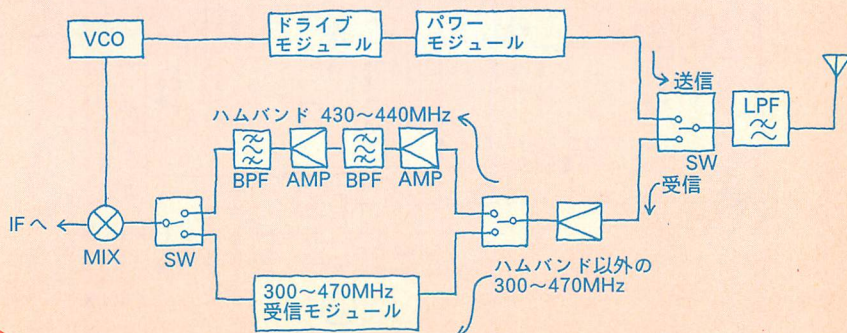 VCO
ドライブ
モジュール
パワー
モジュール
送信
LPF
SW
受信
ハムバンド 430〜440MHz
BPF
AMP
BPF
AMP
IFへ
MIX
SW
300〜470MHz
受信モジュール
ハムバンド以外の
300〜470MHz